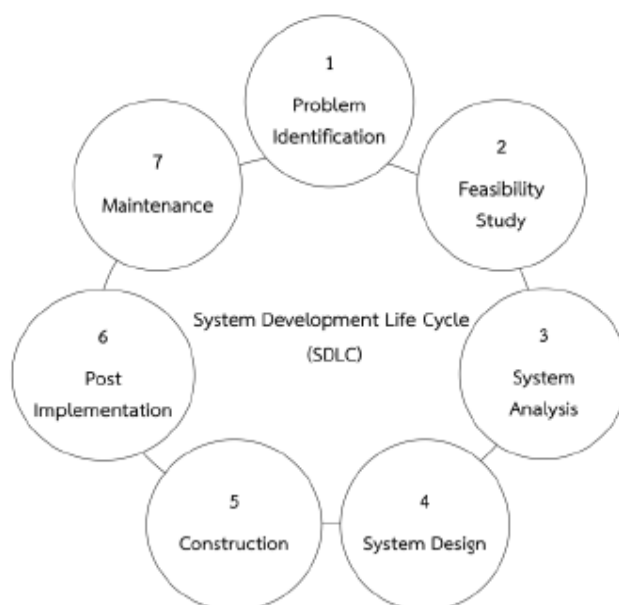 1
Problem
Identification
2
Feasibility
Study
3
System
Analysis
4
System Design
5
Construction
6
Post
Implementation
7
Maintenance
System Development Life Cycle
(SDLC)